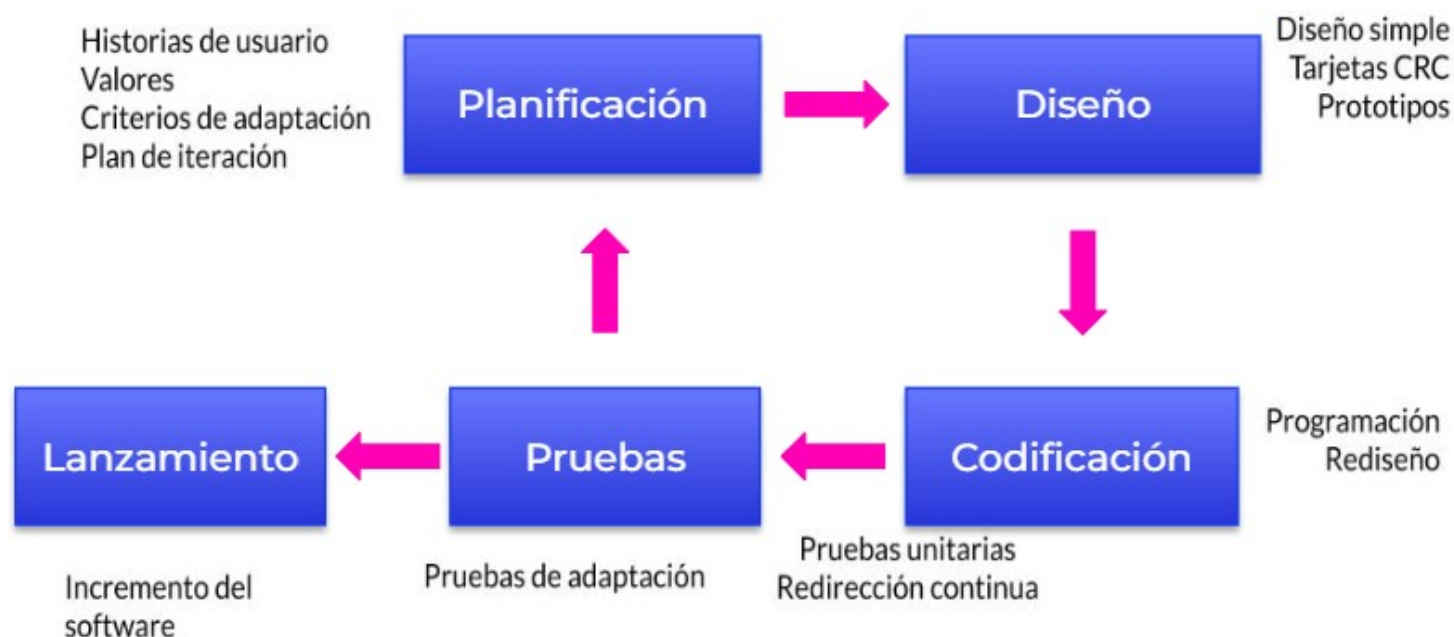 Historias de usuario
Valores
Criterios de adaptación
Plan de iteración
Planificación
Diseño
Diseño simple
Tarjetas CRC
Prototipos
Lanzamiento
Pruebas
Codificación
Programación
Rediseño
Incremento del
software
Pruebas de adaptación
Pruebas unitarias
Redirección continua